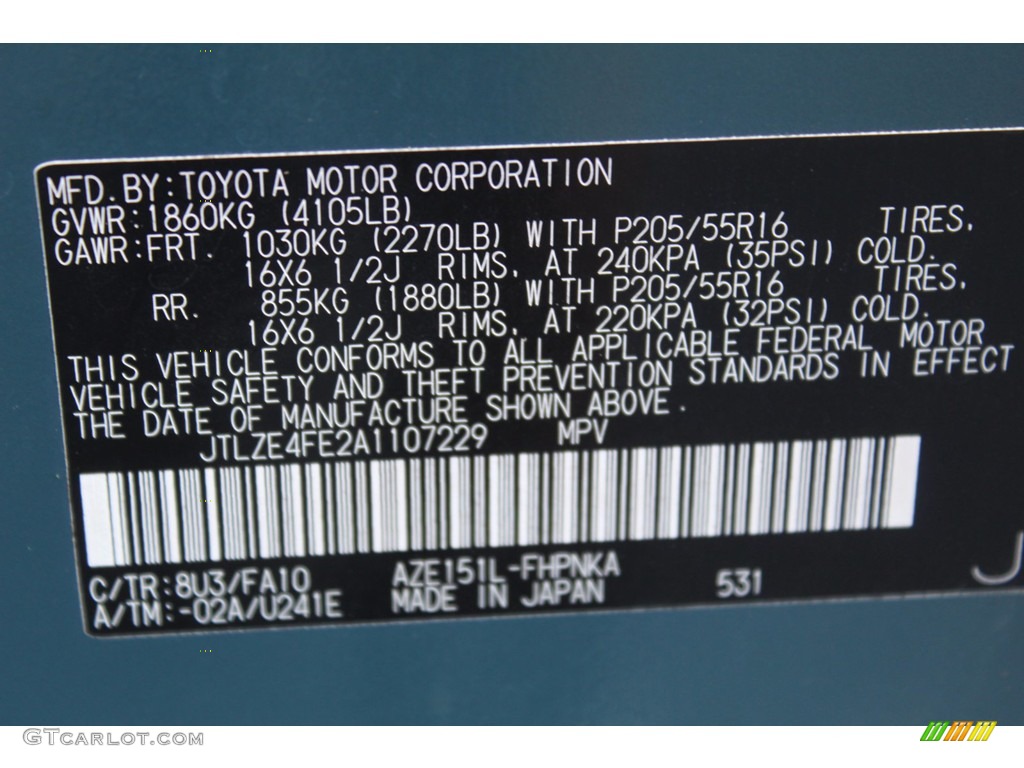 MFD.BY:TOYOTA MOTOR CORPORATION
GVWR:1860KG (4105LB)
GAWR:FRT. 1030KG (2270LB) WITH P205/55R16 TIRES.
16X6 1/2J RIMS. AT 240KPA (35PSI) COLD.
RR. 855KG (1880LB) WITH P205/55R16 TIRES.
16X6 1/2J RIMS. AT 220KPA (32PSI) COLD.
THIS VEHICLE CONFORMS TO ALL APPLICABLE FEDERAL MOTOR
VEHICLE SAFETY AND THEFT PREVENTION STANDARDS IN EFFECT
THE DATE OF MANUFACTURE SHOWN ABOVE.
JTLZE4FE2A1107229 MPV
C/TR:8U3/FA10 AZE151L-FHPNKA 531
A/TM:-02A/U241E MADE IN JAPAN
J
GTCarLot.com